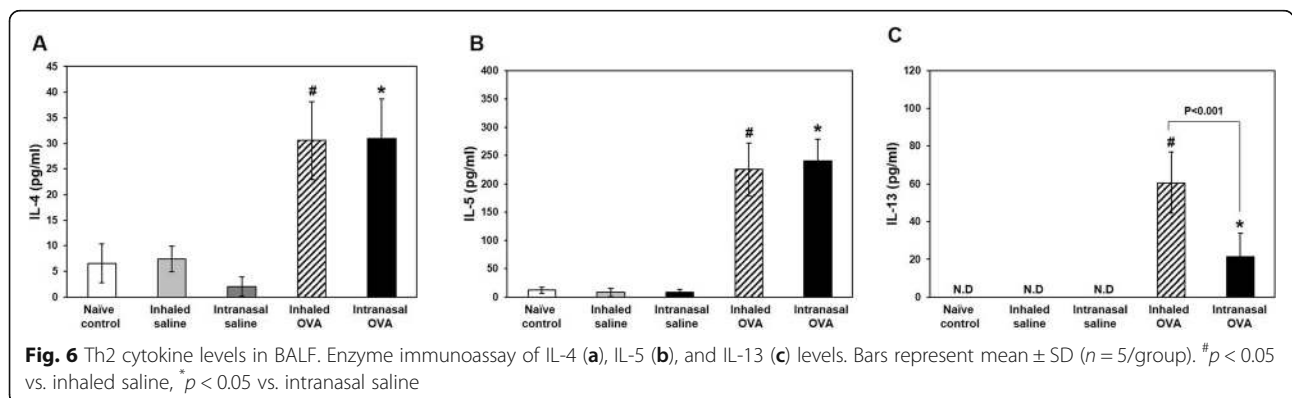 A
IL-4 (pg/ml)
45
40
35
30
25
20
15
10
5
0
#
*
Naïve control
Inhaled saline
Intranasal saline
Inhaled OVA
Intranasal OVA
B
IL-5 (pg/ml)
400
350
300
250
200
150
100
50
0
#
*
Naïve control
Inhaled saline
Intranasal saline
Inhaled OVA
Intranasal OVA
C
IL-13 (pg/ml)
120
100
80
60
40
20
0
P<0.001
#
*
N.D
N.D
N.D
Naïve control
Inhaled saline
Intranasal saline
Inhaled OVA
Intranasal OVA
Fig. 6 Th2 cytokine levels in BALF. Enzyme immunoassay of IL-4 (a), IL-5 (b), and IL-13 (c) levels. Bars represent mean ± SD (n = 5/group). #p < 0.05
vs. inhaled saline, *p < 0.05 vs. intranasal saline